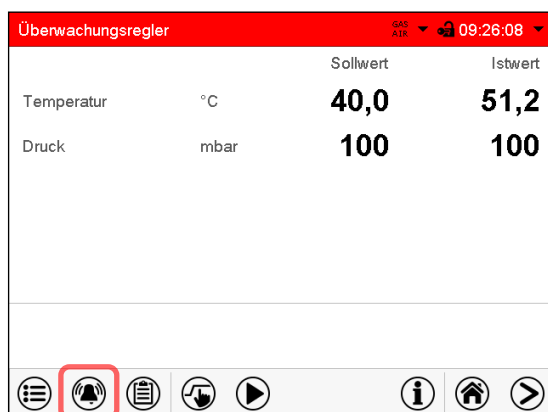 Überwachungsregler GAS AIR 09:26:08
Sollwert Istwert
Temperatur °C 40,0 51,2
Druck mbar 100 100